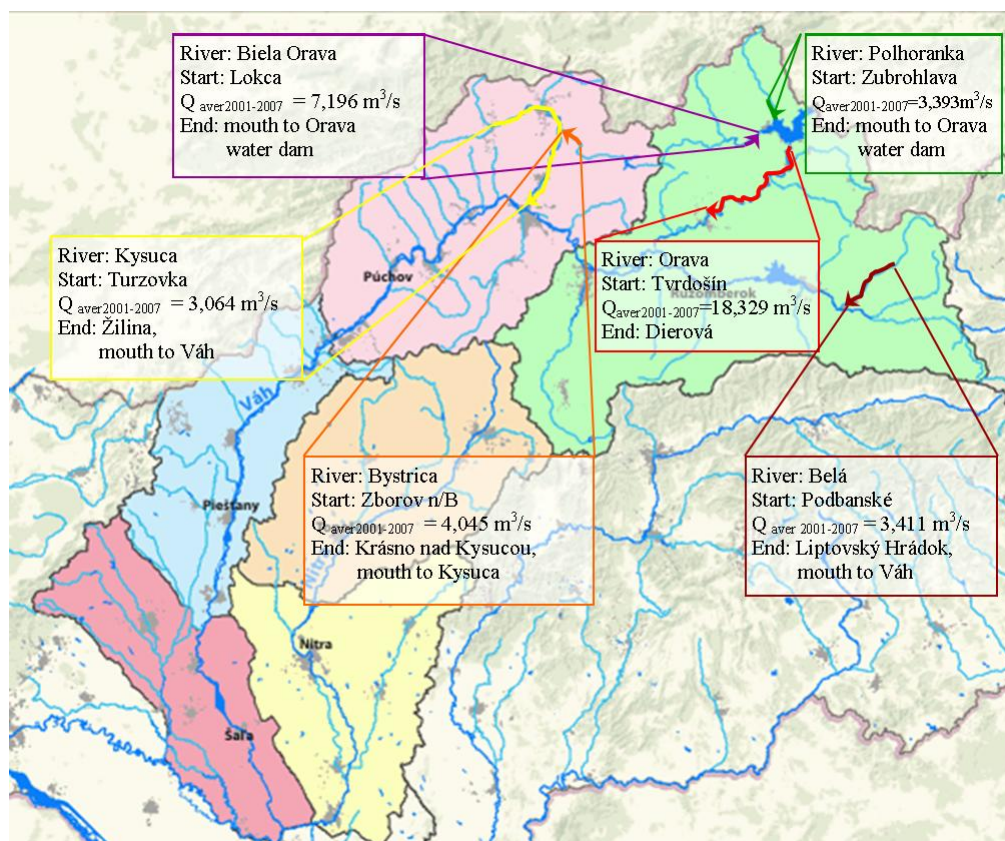 River: Biela Orava
Start: Lokca
Q aver2001-2007 = 7,196 m³/s
End: mouth to Orava
water dam
River: Polhoranka
Start: Zubrohlava
Q aver2001-2007=3,393m³/s
End: mouth to Orava
water dam
River: Kysuca
Start: Turzovka
Q aver2001-2007 = 3,064 m³/s
End: Žilina,
mouth to Váh
Púchov
River: Orava
Start: Tvrdošín
Ružomberok
Qaver2001-2007=18,329 m³/s
End: Dierová
Váh
River: Bystrica
Start: Zborov n/B
Q aver2001-2007 = 4,045 m³/s
End: Krásno nad Kysucou,
mouth to Kysuca
River: Belá
Start: Podbanské
Q aver 2001-2007 = 3,411 m³/s
End: Liptovský Hrádok,
mouth to Váh
Piešťany
Nitra
Nitra
Šaľa